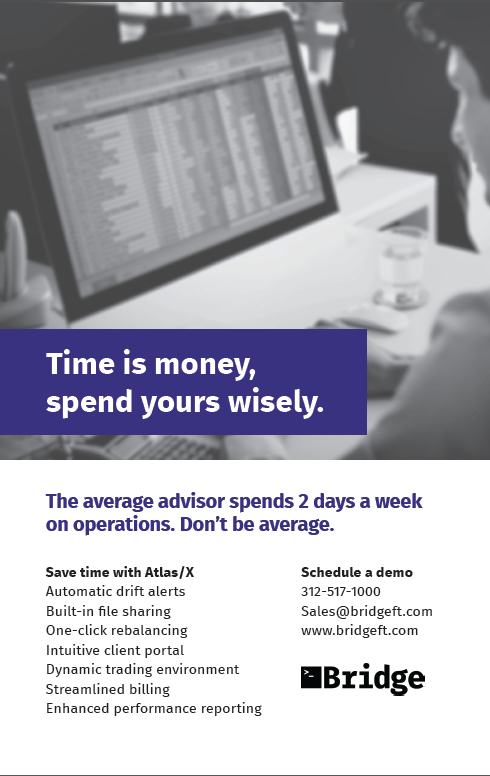 Time is money,
spend yours wisely.
The average advisor spends 2 days a week
on operations. Don’t be average.
Save time with Atlas/X
Automatic drift alerts
Built-in file sharing
One-click rebalancing
Intuitive client portal
Dynamic trading environment
Streamlined billing
Enhanced performance reporting
Schedule a demo
312-517-1000
Sales@bridgeft.com
www.bridgeft.com
Bridge